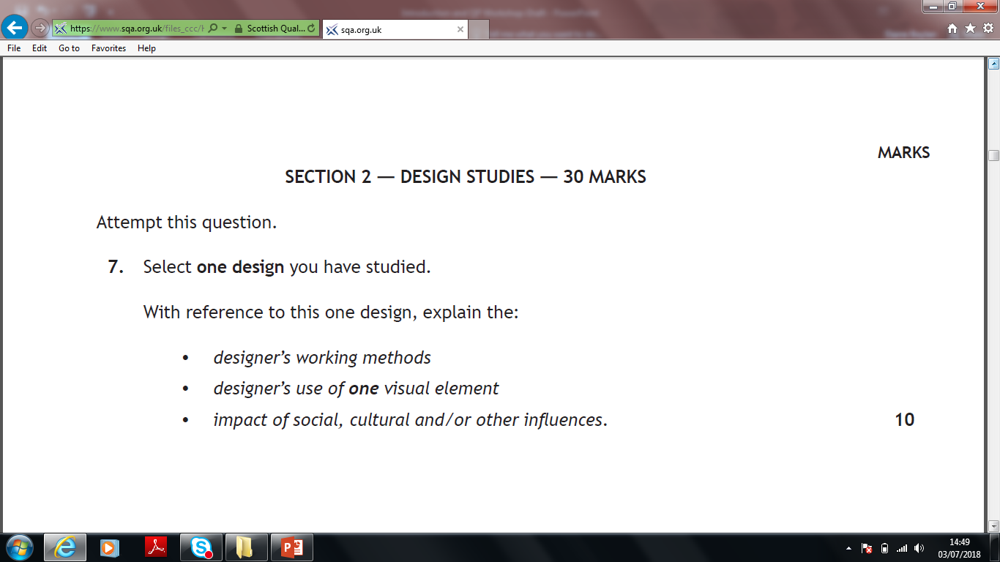 https://www.sqa.org.uk/files_ccc/
Scottish Qual...
sqa.org.uk
File Edit Go to Favorites Help
MARKS
SECTION 2 — DESIGN STUDIES — 30 MARKS
Attempt this question.
7. Select one design you have studied.
With reference to this one design, explain the:
• designer’s working methods
• designer’s use of one visual element
• impact of social, cultural and/or other influences. 10
14:49
03/07/2018